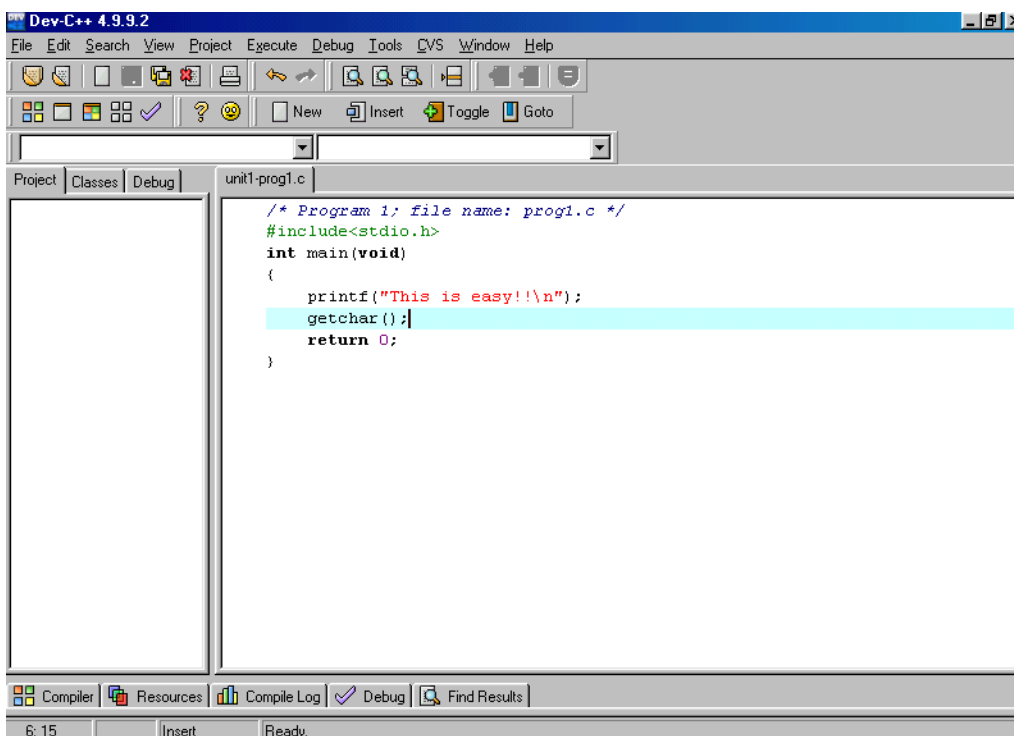 Dev-C++ 4.9.9.2
File Edit Search View Project Execute Debug Tools CVS Window Help
New Insert Toggle Goto
Project Classes Debug unit1-prog1.c
/* Program 1; file name: prog1.c */
#include<stdio.h>
int main(void)
{
    printf("This is easy!!\n");
    getchar();
    return 0;
}
Compiler Resources Compile Log Debug Find Results
6: 15 Insert Ready.